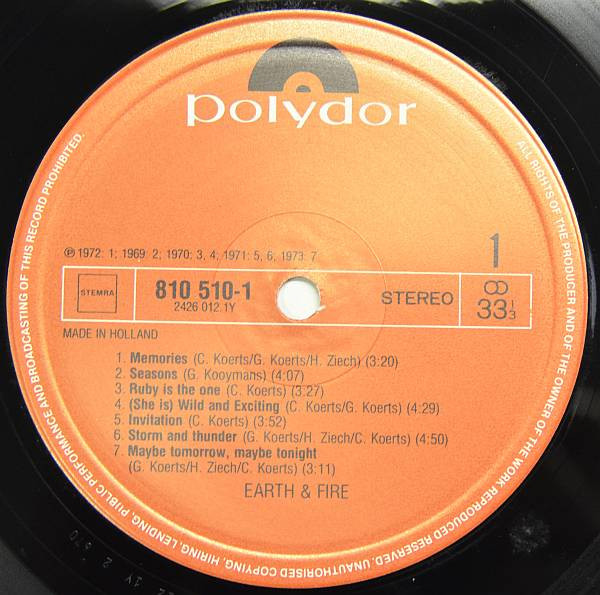 polydor
ALL RIGHTS OF THE PRODUCER AND OF THE OWNER OF THE WORK REPRODUCED RESERVED. UNAUTHORISED COPYING, HIRING, LENDING, PUBLIC PERFORMANCE AND BROADCASTING OF THIS RECORD PROHIBITED.
℗ 1972: 1; 1969: 2; 1970: 3, 4; 1971: 5, 6, 1973: 7
1
STEMRA
810 510-1
2426 012.1Y
STEREO
33 1/3
MADE IN HOLLAND
1. Memories (C. Koerts/G. Koerts/H. Ziech) (3:20)
2. Seasons (G. Kooymans) (4:07)
3. Ruby is the one (C. Koerts) (3:27)
4. (She is) Wild and Exciting (C. Koerts/G. Koerts) (4:29)
5. Invitation (C. Koerts) (3:52)
6. Storm and thunder (G. Koerts/H. Ziech/C. Koerts) (4:50)
7. Maybe tomorrow, maybe tonight
(G. Koerts/H. Ziech/C. Koerts) (3:11)
EARTH & FIRE